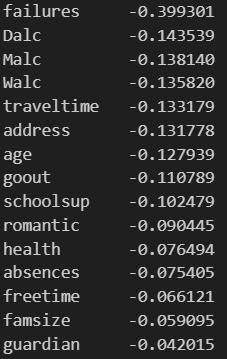 failures -0.399301
Dalc -0.143539
Malc -0.138140
Walc -0.135820
traveltime -0.133179
address -0.131778
age -0.127939
goout -0.110789
schoolsup -0.102479
romantic -0.090445
health -0.076494
absences -0.075405
freetime -0.066121
famsize -0.059095
guardian -0.042015